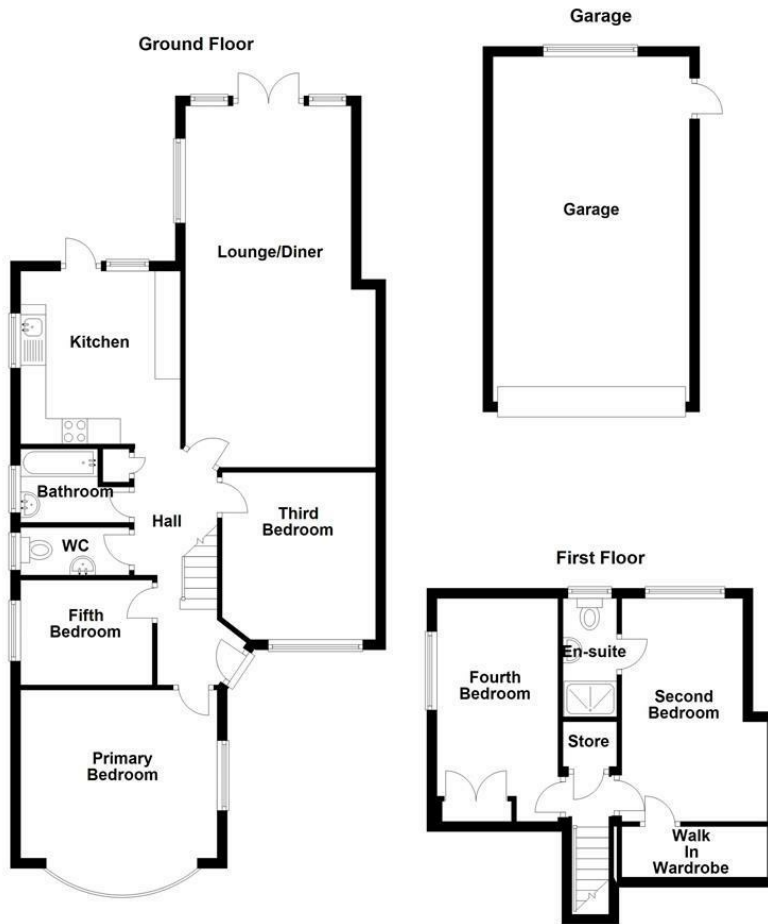 Ground Floor
Lounge/Diner
Kitchen
Bathroom
Hall
Third
Bedroom
WC
Fifth
Bedroom
Primary
Bedroom
Garage
Garage
First Floor
En-suite
Fourth
Bedroom
Second
Bedroom
Store
Walk
In
Wardrobe